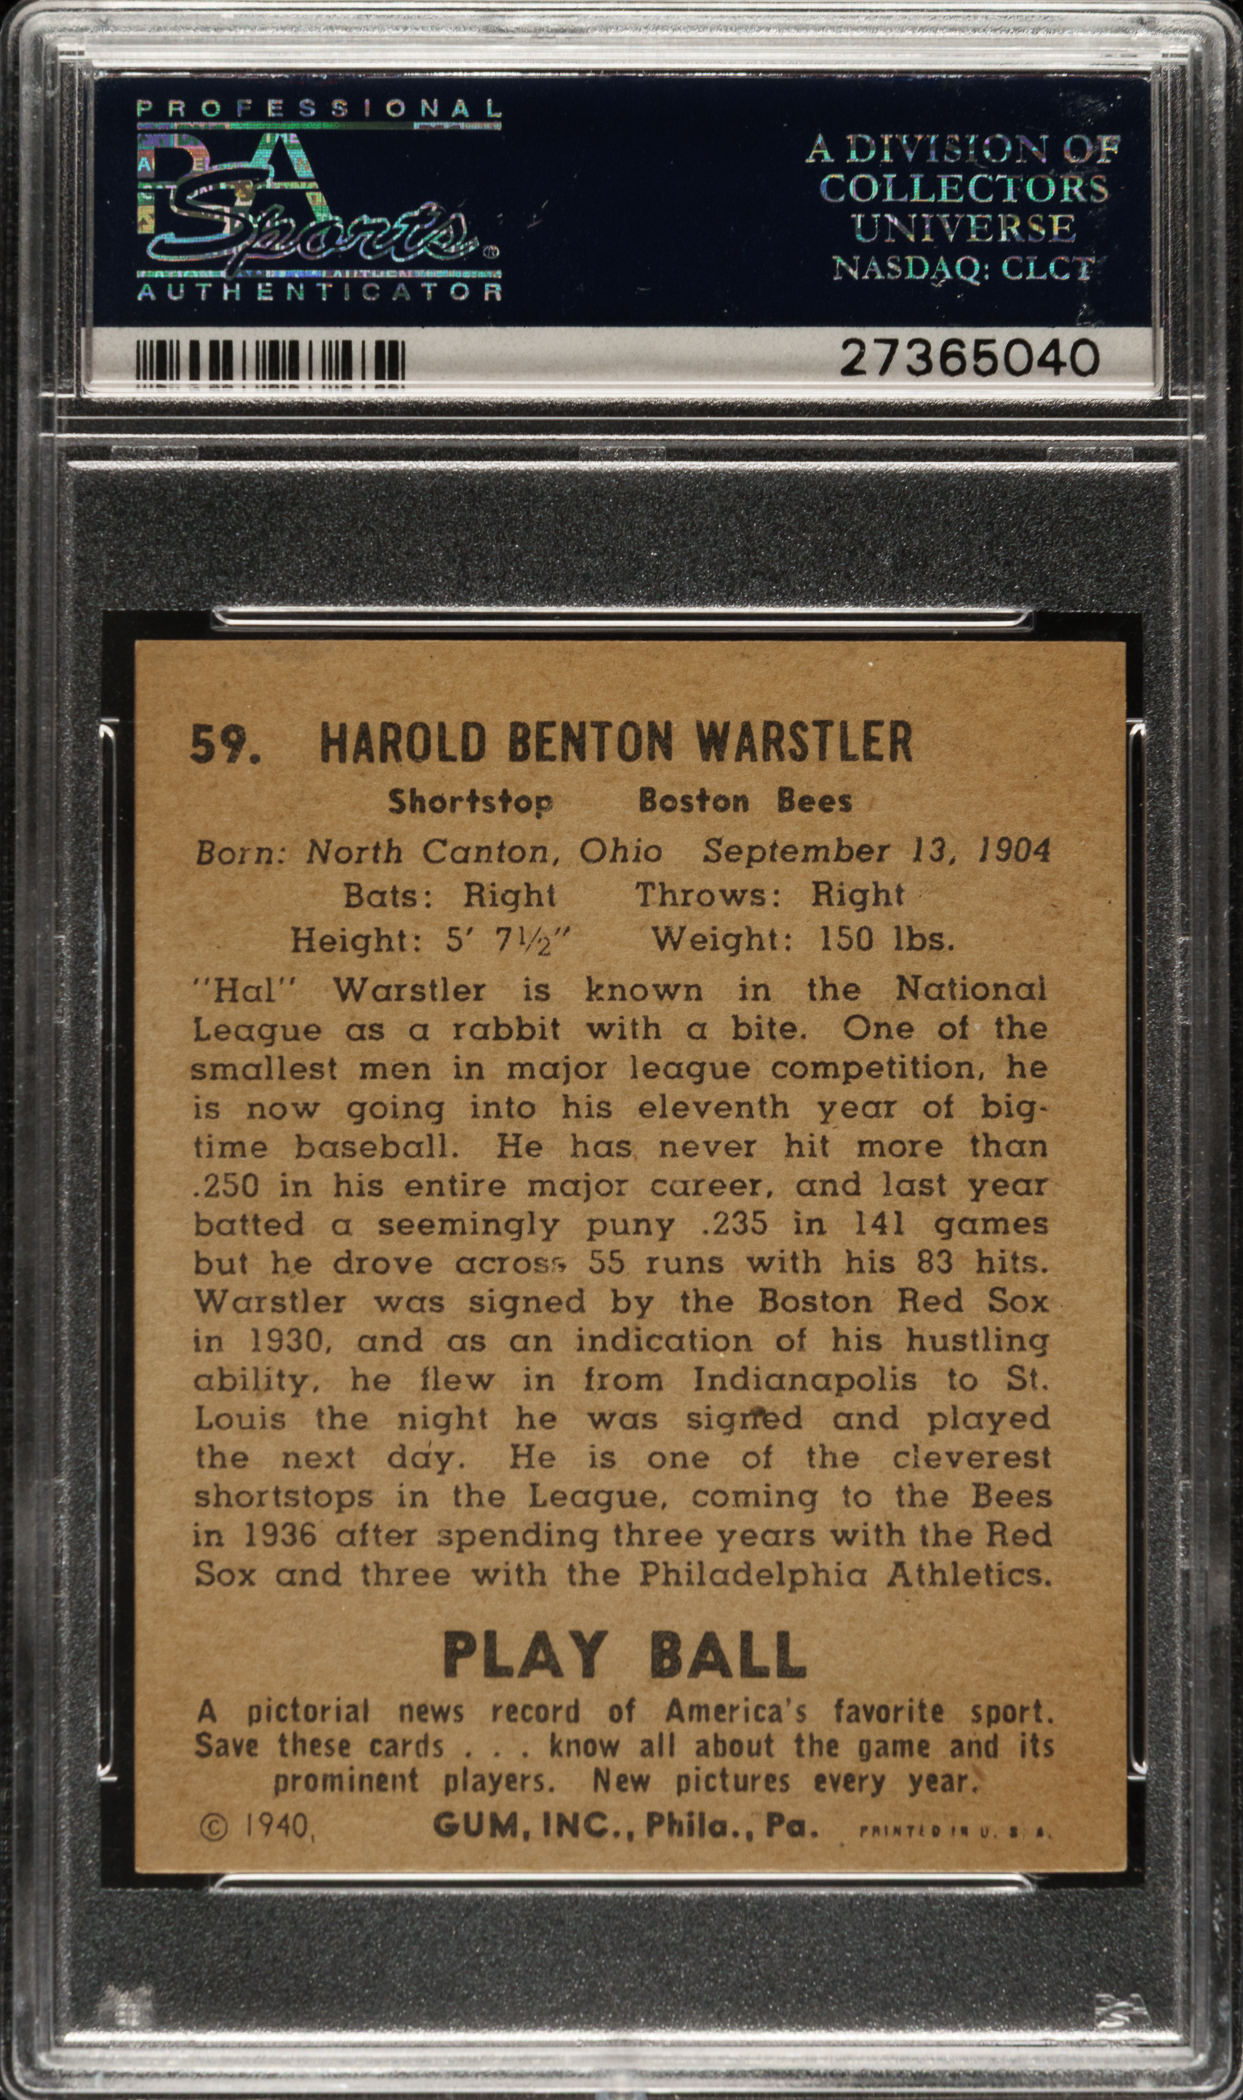 PROFESSIONAL
PSA
Sports®
AUTHENTICATOR
A DIVISION OF
COLLECTORS
UNIVERSE
NASDAQ: CLCT
27365040
59. HAROLD BENTON WARSTLER
Shortstop Boston Bees
Born: North Canton, Ohio September 13, 1904
Bats: Right Throws: Right
Height: 5' 7½" Weight: 150 lbs.
"Hal" Warstler is known in the National
League as a rabbit with a bite. One of the
smallest men in major league competition, he
is now going into his eleventh year of big-
time baseball. He has never hit more than
.250 in his entire major career, and last year
batted a seemingly puny .235 in 141 games
but he drove across 55 runs with his 83 hits.
Warstler was signed by the Boston Red Sox
in 1930, and as an indication of his hustling
ability, he flew in from Indianapolis to St.
Louis the night he was signed and played
the next day. He is one of the cleverest
shortstops in the League, coming to the Bees
in 1936 after spending three years with the Red
Sox and three with the Philadelphia Athletics.
PLAY BALL
A pictorial news record of America's favorite sport.
Save these cards . . . know all about the game and its
prominent players. New pictures every year.
© 1940, GUM, INC., Phila., Pa. PRINTED IN U. S. A.
PSA